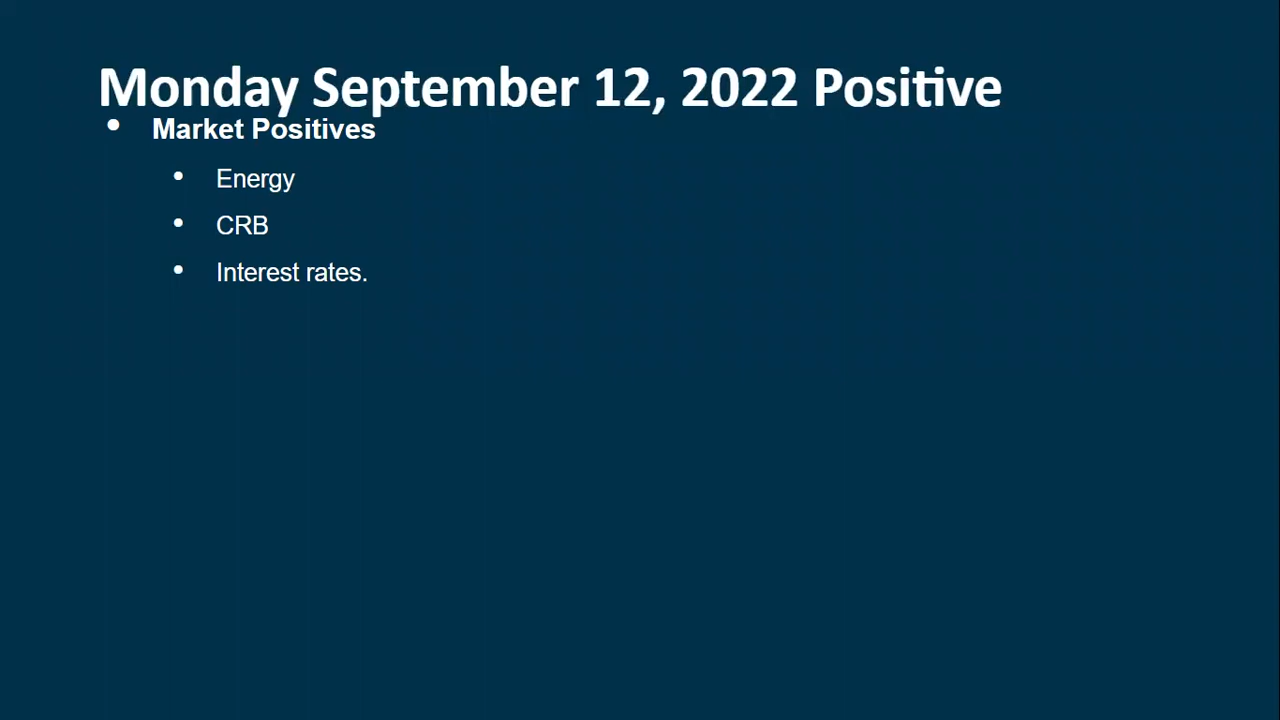 Monday September 12, 2022 Positive
• Market Positives
• Energy
• CRB
• Interest rates.